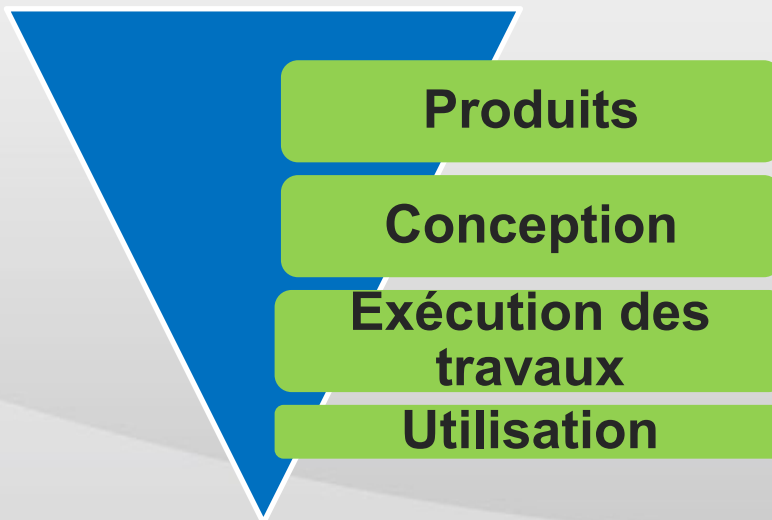 Produits
Conception
Exécution des
travaux
Utilisation